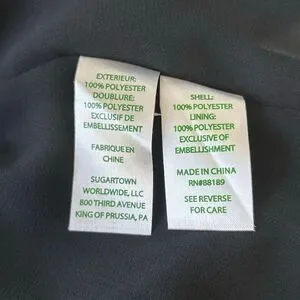 EXTERIEUR:
100% POLYESTER
DOUBLURE:
100% POLYESTER
EXCLUSIF DE
EMBELLISSEMENT
FABRIQUE EN
CHINE
SUGARTOWN
WORLDWIDE, LLC
800 THIRD AVENUE
KING OF PRUSSIA, PA
SHELL:
100% POLYESTER
LINING:
100% POLYESTER
EXCLUSIVE OF
EMBELLISHMENT
MADE IN CHINA
RN#88189
SEE REVERSE
FOR CARE